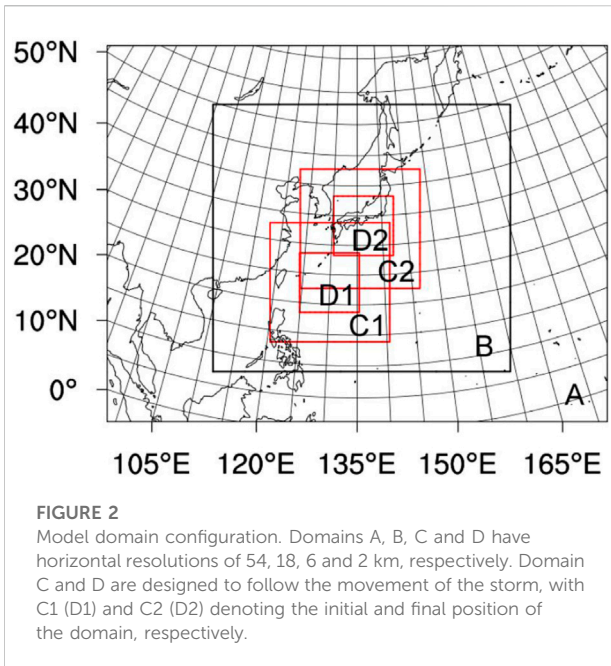 50°N
40°N
30°N
20°N
10°N
0°
D2
C2
D1
C1
B
A
105°E 120°E 135°E 150°E 165°E
FIGURE 2
Model domain configuration. Domains A, B, C and D have
horizontal resolutions of 54, 18, 6 and 2 km, respectively. Domain
C and D are designed to follow the movement of the storm, with
C1 (D1) and C2 (D2) denoting the initial and final position of
the domain, respectively.